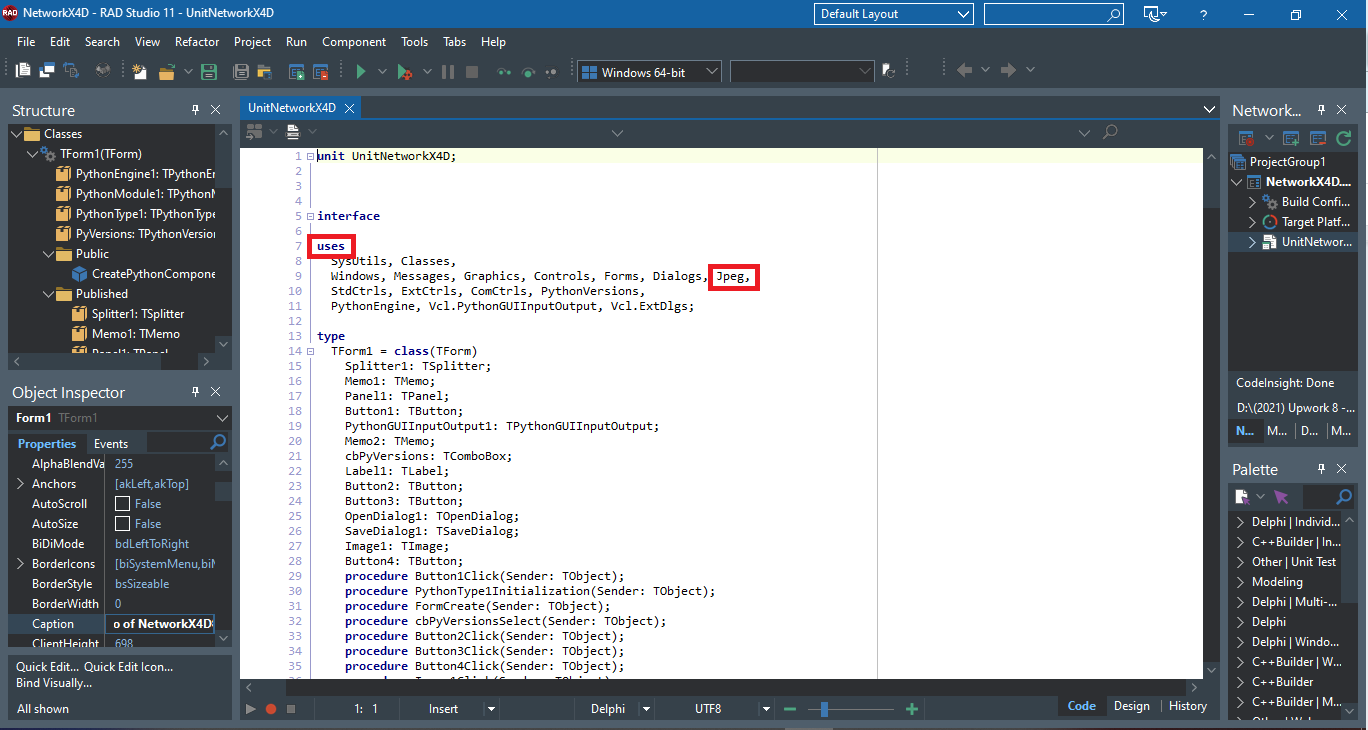 RAD NetworkX4D - RAD Studio 11 - UnitNetworkX4D
Default Layout
?
File Edit Search View Refactor Project Run Component Tools Tabs Help
Windows 64-bit
Structure
Classes
TForm1(TForm)
PythonEngine1: TPythonEn
PythonModule1: TPythonM
PythonType1: TPythonType
PyVersions: TPythonVersion
Public
CreatePythonCompone
Published
Splitter1: TSplitter
Memo1: TMemo
Panel1: TPanel
Object Inspector
Form1 TForm1
Properties Events
AlphaBlendVa 255
Anchors [akLeft,akTop]
AutoScroll False
AutoSize False
BiDiMode bdLeftToRight
BorderIcons [biSystemMenu,biM
BorderStyle bsSizeable
BorderWidth 0
Caption o of NetworkX4D
ClientHeight 698
Quick Edit... Quick Edit Icon...
Bind Visually...
All shown
UnitNetworkX4D
1 unit UnitNetworkX4D;
2
3
4
5 interface
6
7 uses
8 SysUtils, Classes,
9 Windows, Messages, Graphics, Controls, Forms, Dialogs, Jpeg,
10 StdCtrls, ExtCtrls, ComCtrls, PythonVersions,
11 PythonEngine, Vcl.PythonGUIInputOutput, Vcl.ExtDlgs;
12
13 type
14 TForm1 = class(TForm)
15 Splitter1: TSplitter;
16 Memo1: TMemo;
17 Panel1: TPanel;
18 Button1: TButton;
19 PythonGUIInputOutput1: TPythonGUIInputOutput;
20 Memo2: TMemo;
21 cbPyVersions: TComboBox;
22 Label1: TLabel;
23 Button2: TButton;
24 Button3: TButton;
25 OpenDialog1: TOpenDialog;
26 SaveDialog1: TSaveDialog;
27 Image1: TImage;
28 Button4: TButton;
29 procedure Button1Click(Sender: TObject);
30 procedure PythonType1Initialization(Sender: TObject);
31 procedure FormCreate(Sender: TObject);
32 procedure cbPyVersionsSelect(Sender: TObject);
33 procedure Button2Click(Sender: TObject);
34 procedure Button3Click(Sender: TObject);
35 procedure Button4Click(Sender: TObject);
1: 1 Insert Delphi UTF8 Code Design History
Network...
ProjectGroup1
NetworkX4D....
Build Confi...
Target Platf...
UnitNetwor...
CodeInsight: Done
D:\(2021) Upwork 8 -...
N... M... D... M...
Palette
Delphi | Individ...
C++Builder | In...
Other | Unit Test
Modeling
Delphi | Multi-...
Delphi
Delphi | Windo...
C++Builder | W...
C++Builder
C++Builder | M...